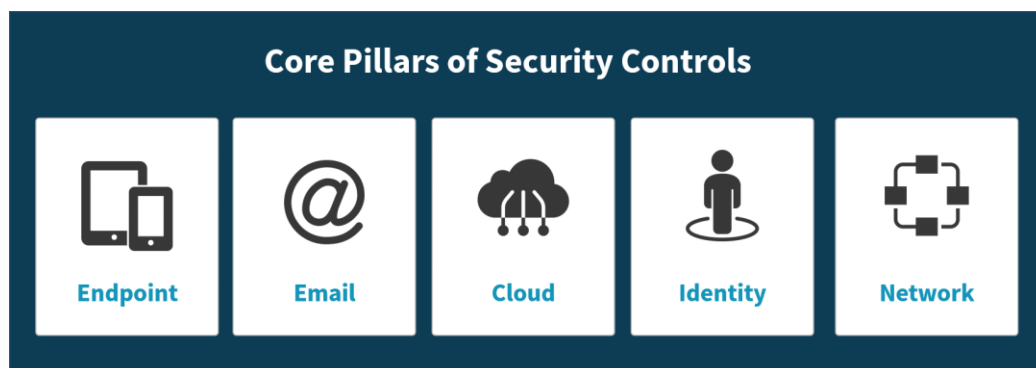 Core Pillars of Security Controls
Endpoint
Email
Cloud
Identity
Network